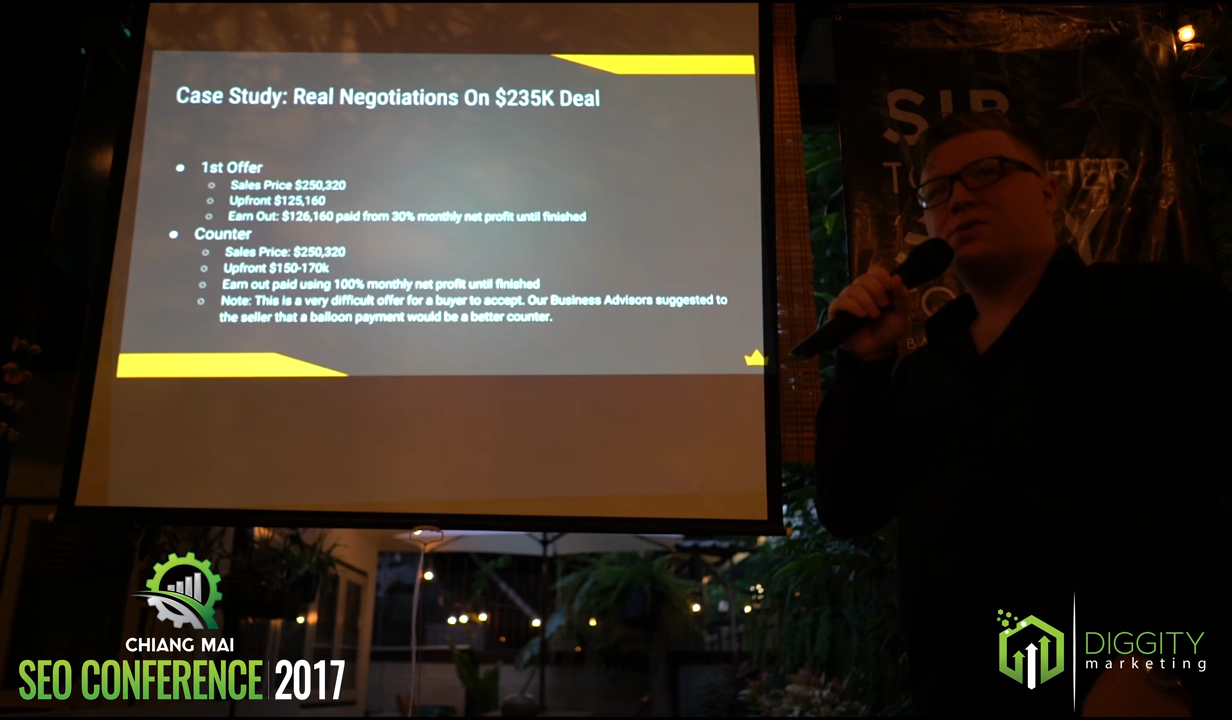 Case Study: Real Negotiations On $235K Deal
1st Offer
Sales Price $250,320
Upfront $125,160
Earn Out: $126,160 paid from 30% monthly net profit until finished
Counter
Sales Price: $250,320
Upfront $150-170k
Earn out paid using 100% monthly net profit until finished
Note: This is a very difficult offer for a buyer to accept. Our Business Advisors suggested to
the seller that a balloon payment would be a better counter.
CHIANG MAI
SEO CONFERENCE 2017
DIGGITY
marketing